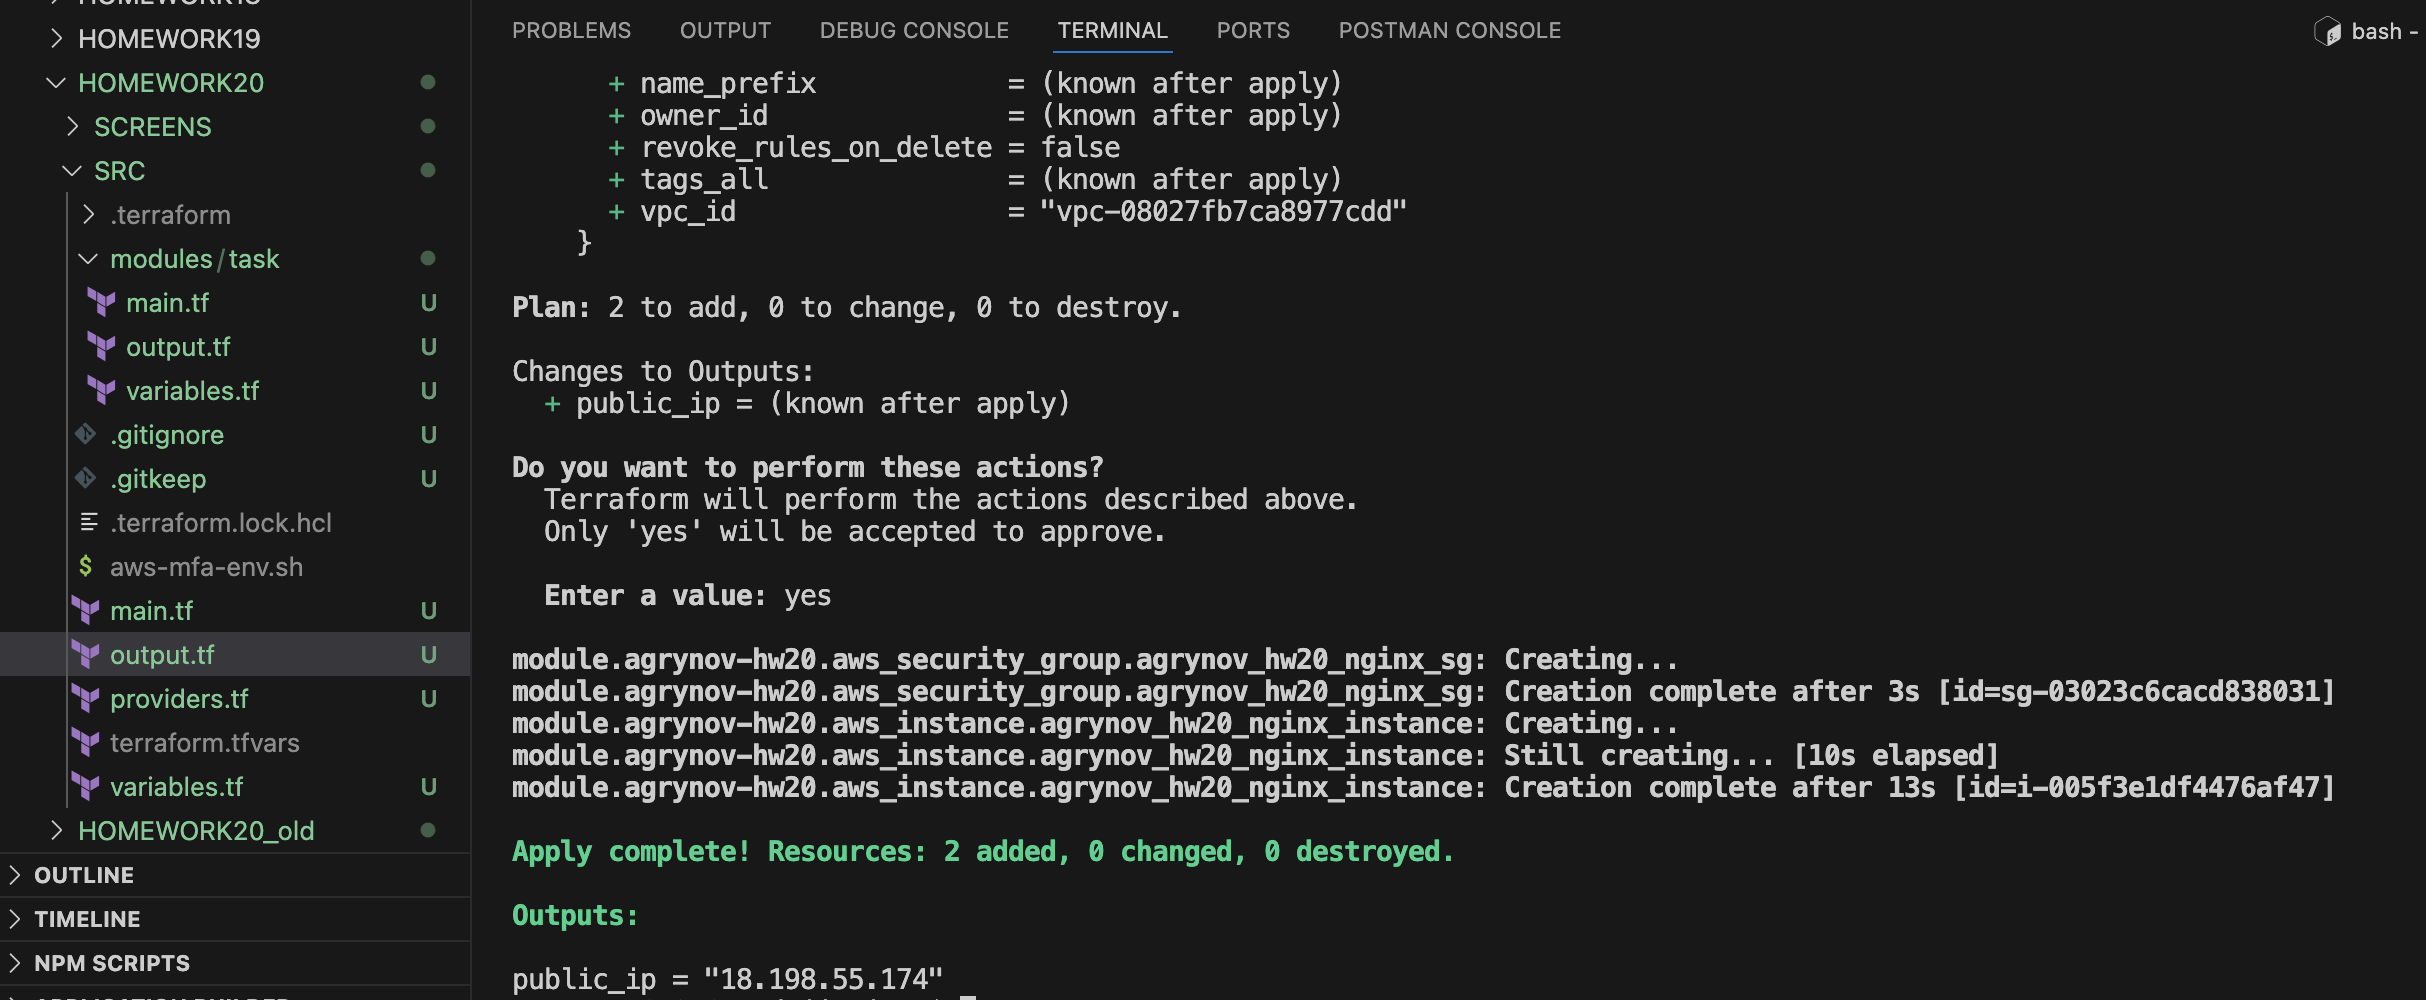 HOMEWORK19
HOMEWORK20
SCREENS
SRC
.terraform
modules/task
main.tf U
output.tf U
variables.tf U
.gitignore U
.gitkeep U
.terraform.lock.hcl
$ aws-mfa-env.sh
main.tf U
output.tf U
providers.tf U
terraform.tfvars
variables.tf U
HOMEWORK20_old
OUTLINE
TIMELINE
NPM SCRIPTS
PROBLEMS OUTPUT DEBUG CONSOLE TERMINAL PORTS POSTMAN CONSOLE bash -
+ name_prefix = (known after apply)
+ owner_id = (known after apply)
+ revoke_rules_on_delete = false
+ tags_all = (known after apply)
+ vpc_id = "vpc-08027fb7ca8977cdd"
}
Plan: 2 to add, 0 to change, 0 to destroy.
Changes to Outputs:
+ public_ip = (known after apply)
Do you want to perform these actions?
Terraform will perform the actions described above.
Only 'yes' will be accepted to approve.
Enter a value: yes
module.agrynov-hw20.aws_security_group.agrynov_hw20_nginx_sg: Creating...
module.agrynov-hw20.aws_security_group.agrynov_hw20_nginx_sg: Creation complete after 3s [id=sg-03023c6cacd838031]
module.agrynov-hw20.aws_instance.agrynov_hw20_nginx_instance: Creating...
module.agrynov-hw20.aws_instance.agrynov_hw20_nginx_instance: Still creating... [10s elapsed]
module.agrynov-hw20.aws_instance.agrynov_hw20_nginx_instance: Creation complete after 13s [id=i-005f3e1df4476af47]
Apply complete! Resources: 2 added, 0 changed, 0 destroyed.
Outputs:
public_ip = "18.198.55.174"